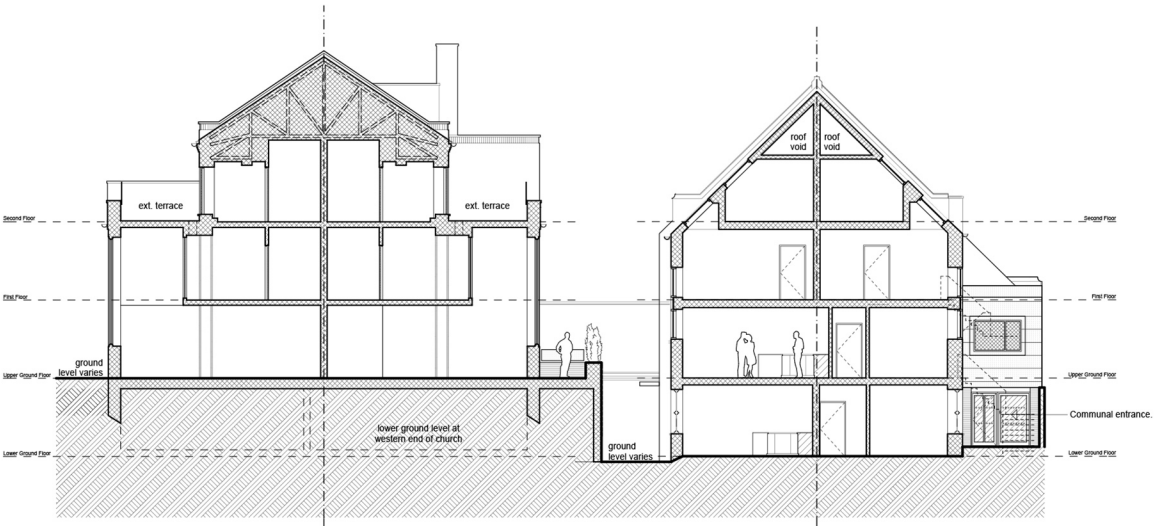 roof
void
roof
void
ext. terrace
ext. terrace
Second Floor
Second Floor
First Floor
First Floor
ground
level varies
Upper Ground Floor
Upper Ground Floor
Communal entrance.
lower ground level at
western end of church
ground
level varies
Lower Ground Floor
Lower Ground Floor